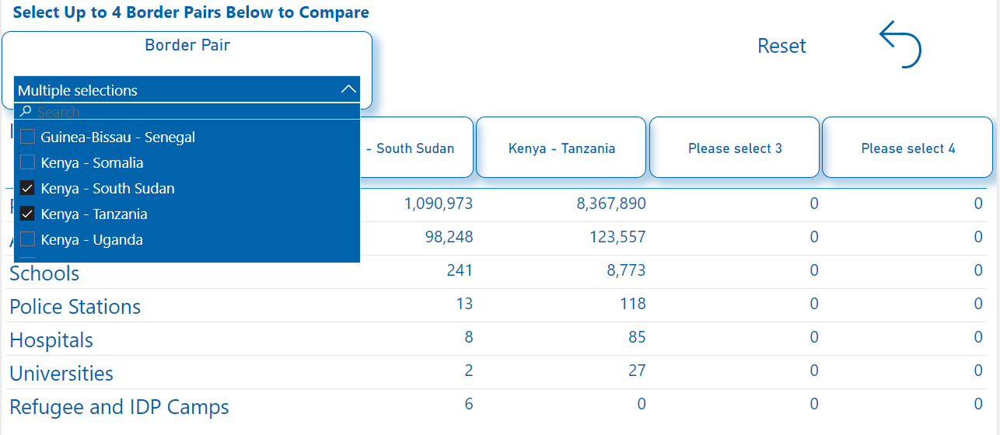 Select Up to 4 Border Pairs Below to Compare
Border Pair
Reset
Multiple selections
Search
Guinea-Bissau - Senegal
Kenya - Somalia
Kenya - South Sudan
Kenya - Tanzania
Kenya - Uganda
- South Sudan Kenya - Tanzania Please select 3 Please select 4
1,090,973 8,367,890 0 0
98,248 123,557 0 0
Schools 241 8,773 0 0
Police Stations 13 118 0 0
Hospitals 8 85 0 0
Universities 2 27 0 0
Refugee and IDP Camps 6 0 0 0